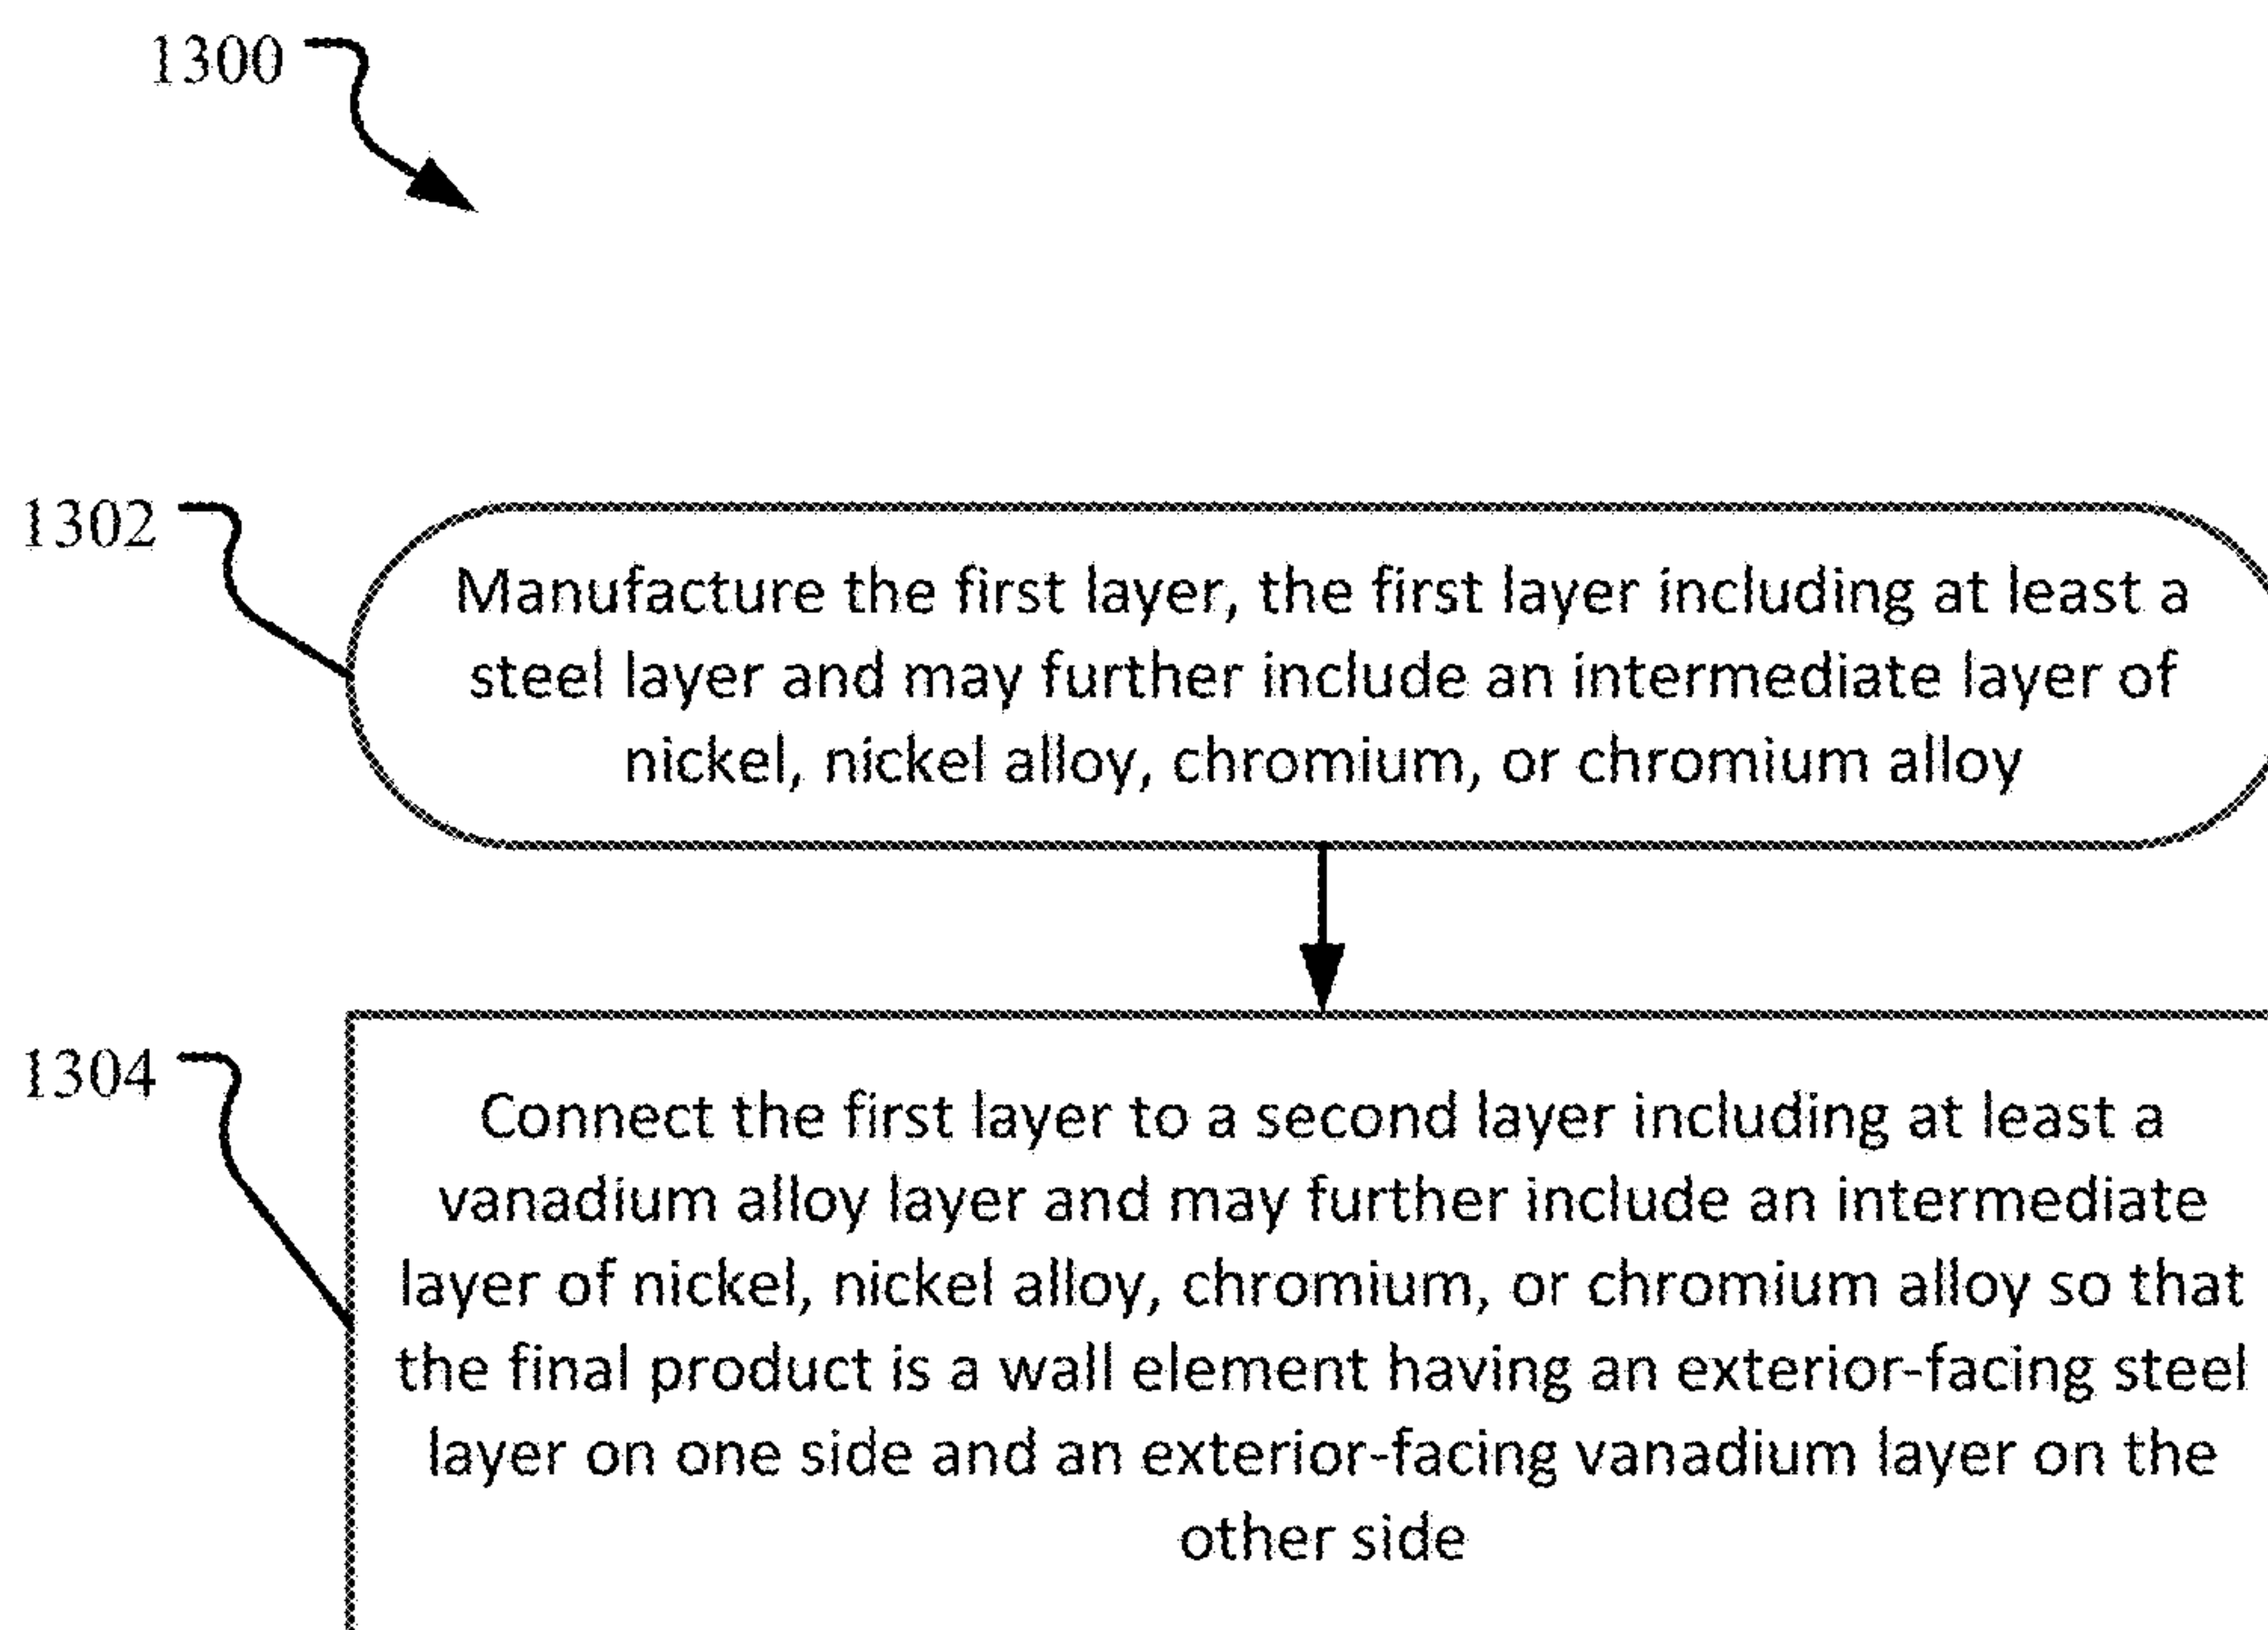 1300
1302
Manufacture the first layer, the first layer including at least a
steel layer and may further include an intermediate layer of
nickel, nickel alloy, chromium, or chromium alloy
1304
Connect the first layer to a second layer including at least a
vanadium alloy layer and may further include an intermediate
layer of nickel, nickel alloy, chromium, or chromium alloy so that
the final product is a wall element having an exterior-facing steel
layer on one side and an exterior-facing vanadium layer on the
other side